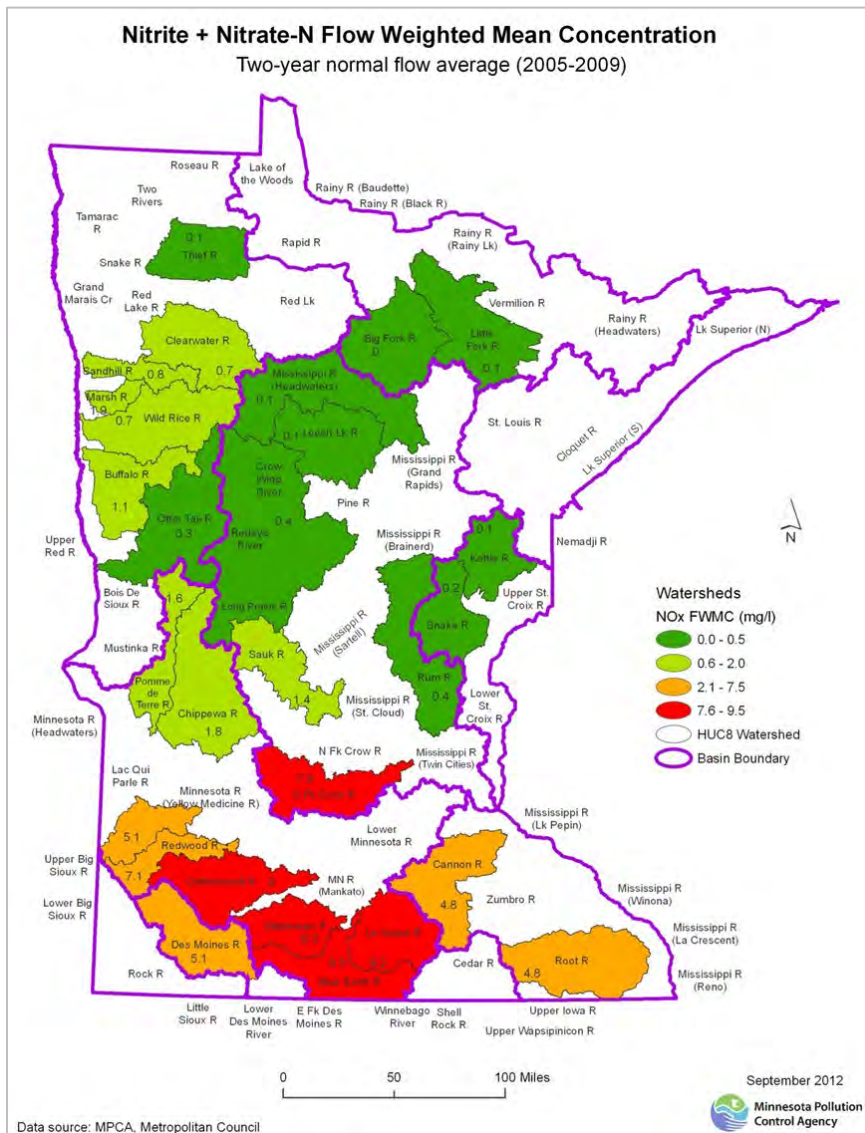 Nitrite + Nitrate-N Flow Weighted Mean Concentration
Two-year normal flow average (2005-2009)
Roseau R
Lake of
the Woods
Two
Rivers
Rainy R (Baudette)
Rainy R (Black R)
Tamarac
R
0.1
Thief R
Rapid R
Rainy R
(Rainy Lk)
Snake R
Grand
Marais Cr
Red
Lake R
Red Lk
Vermilion R
Rainy R
(Headwaters)
Lk Superior (N)
Clearwater R
Big Fork R
0
Little
Fork R
0.1
Sandhill R
0.8
0.7
Mississippi R
(Headwaters)
0.1
Marsh R
1.9
0.7
Wild Rice R
St. Louis R
0.1
Leech Lk R
Cloquet R
Lk Superior (S)
Mississippi R
(Grand
Rapids)
Buffalo R
1.1
Crow
Wing
River
0.4
Pine R
Otter Tail R
0.3
Upper
Red R
Redeye
River
Mississippi R
(Brainerd)
0.1
Kettle R
Nemadji R
N
Bois De
Sioux R
1.6
Long Prairie R
0.2
Upper St.
Croix R
Mustinka R
Sauk R
1.4
Mississippi R
(Sartell)
Snake R
Rum R
0.4
Pomme
de
Terre R
Chippewa R
1.8
Mississippi R
(St. Cloud)
Lower
St.
Croix R
Minnesota R
(Headwaters)
N Fk Crow R
Mississippi R
(Twin Cities)
Lac Qui
Parle R
Minnesota R
(Yellow Medicine R)
Lower
Minnesota R
Mississippi R
(Lk Pepin)
5.1
Redwood R
7.1
Upper Big
Sioux R
Lower Big
Sioux R
MN R
(Mankato)
Cannon R
4.8
Zumbro R
Mississippi R
(Winona)
Mississippi R
(La Crescent)
Des Moines R
5.1
Rock R
Cedar R
Root R
4.8
Mississippi R
(Reno)
Little
Sioux R
Lower
Des Moines
River
E Fk Des
Moines R
Winnebago
River
Shell
Rock R
Upper Iowa R
Upper Wapsipinicon R
Watersheds
NOx FWMC (mg/l)
0.0 - 0.5
0.6 - 2.0
2.1 - 7.5
7.6 - 9.5
HUC8 Watershed
Basin Boundary
0 50 100 Miles
September 2012
Minnesota Pollution
Control Agency
Data source: MPCA, Metropolitan Council